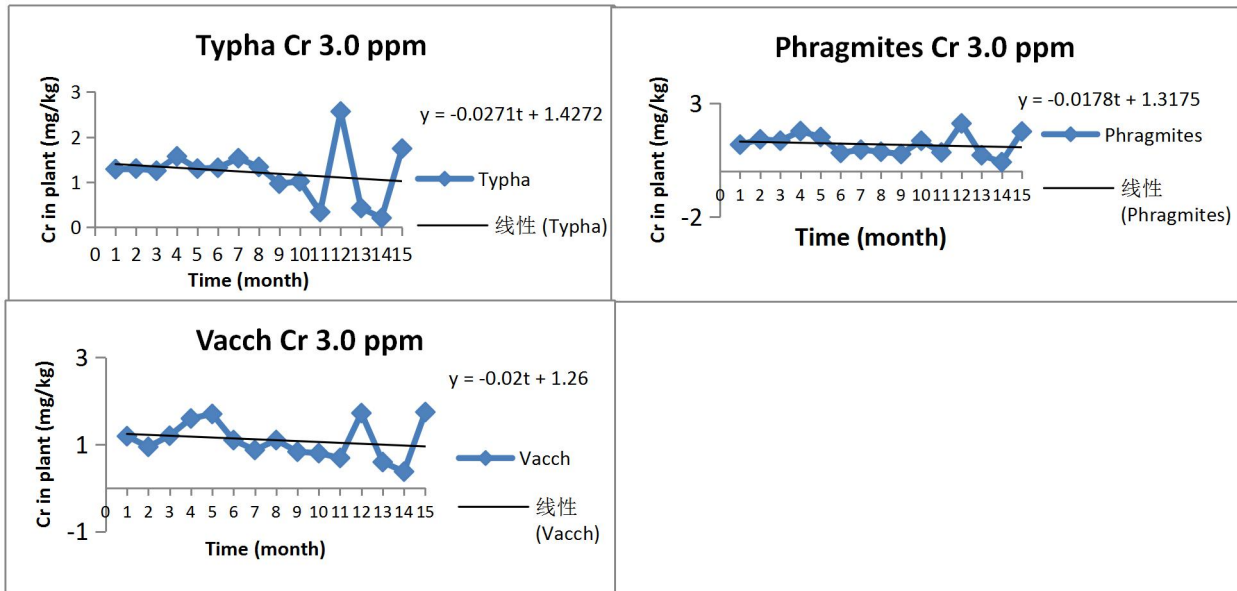 Typha Cr 3.0 ppm
Cr in plant (mg/kg)
3
2
1
0
y = -0.0271t + 1.4272
Typha
线性 (Typha)
0 1 2 3 4 5 6 7 8 9 10 11 12 13 14 15
Time (month)
Phragmites Cr 3.0 ppm
Cr in plant (mg/kg)
3
-2
y = -0.0178t + 1.3175
Phragmites
线性
(Phragmites)
0 1 2 3 4 5 6 7 8 9 10 11 12 13 14 15
Time (month)
Vacch Cr 3.0 ppm
Cr in plant (mg/kg)
3
1
-1
y = -0.02t + 1.26
Vacch
线性
(Vacch)
0 1 2 3 4 5 6 7 8 9 10 11 12 13 14 15
Time (month)